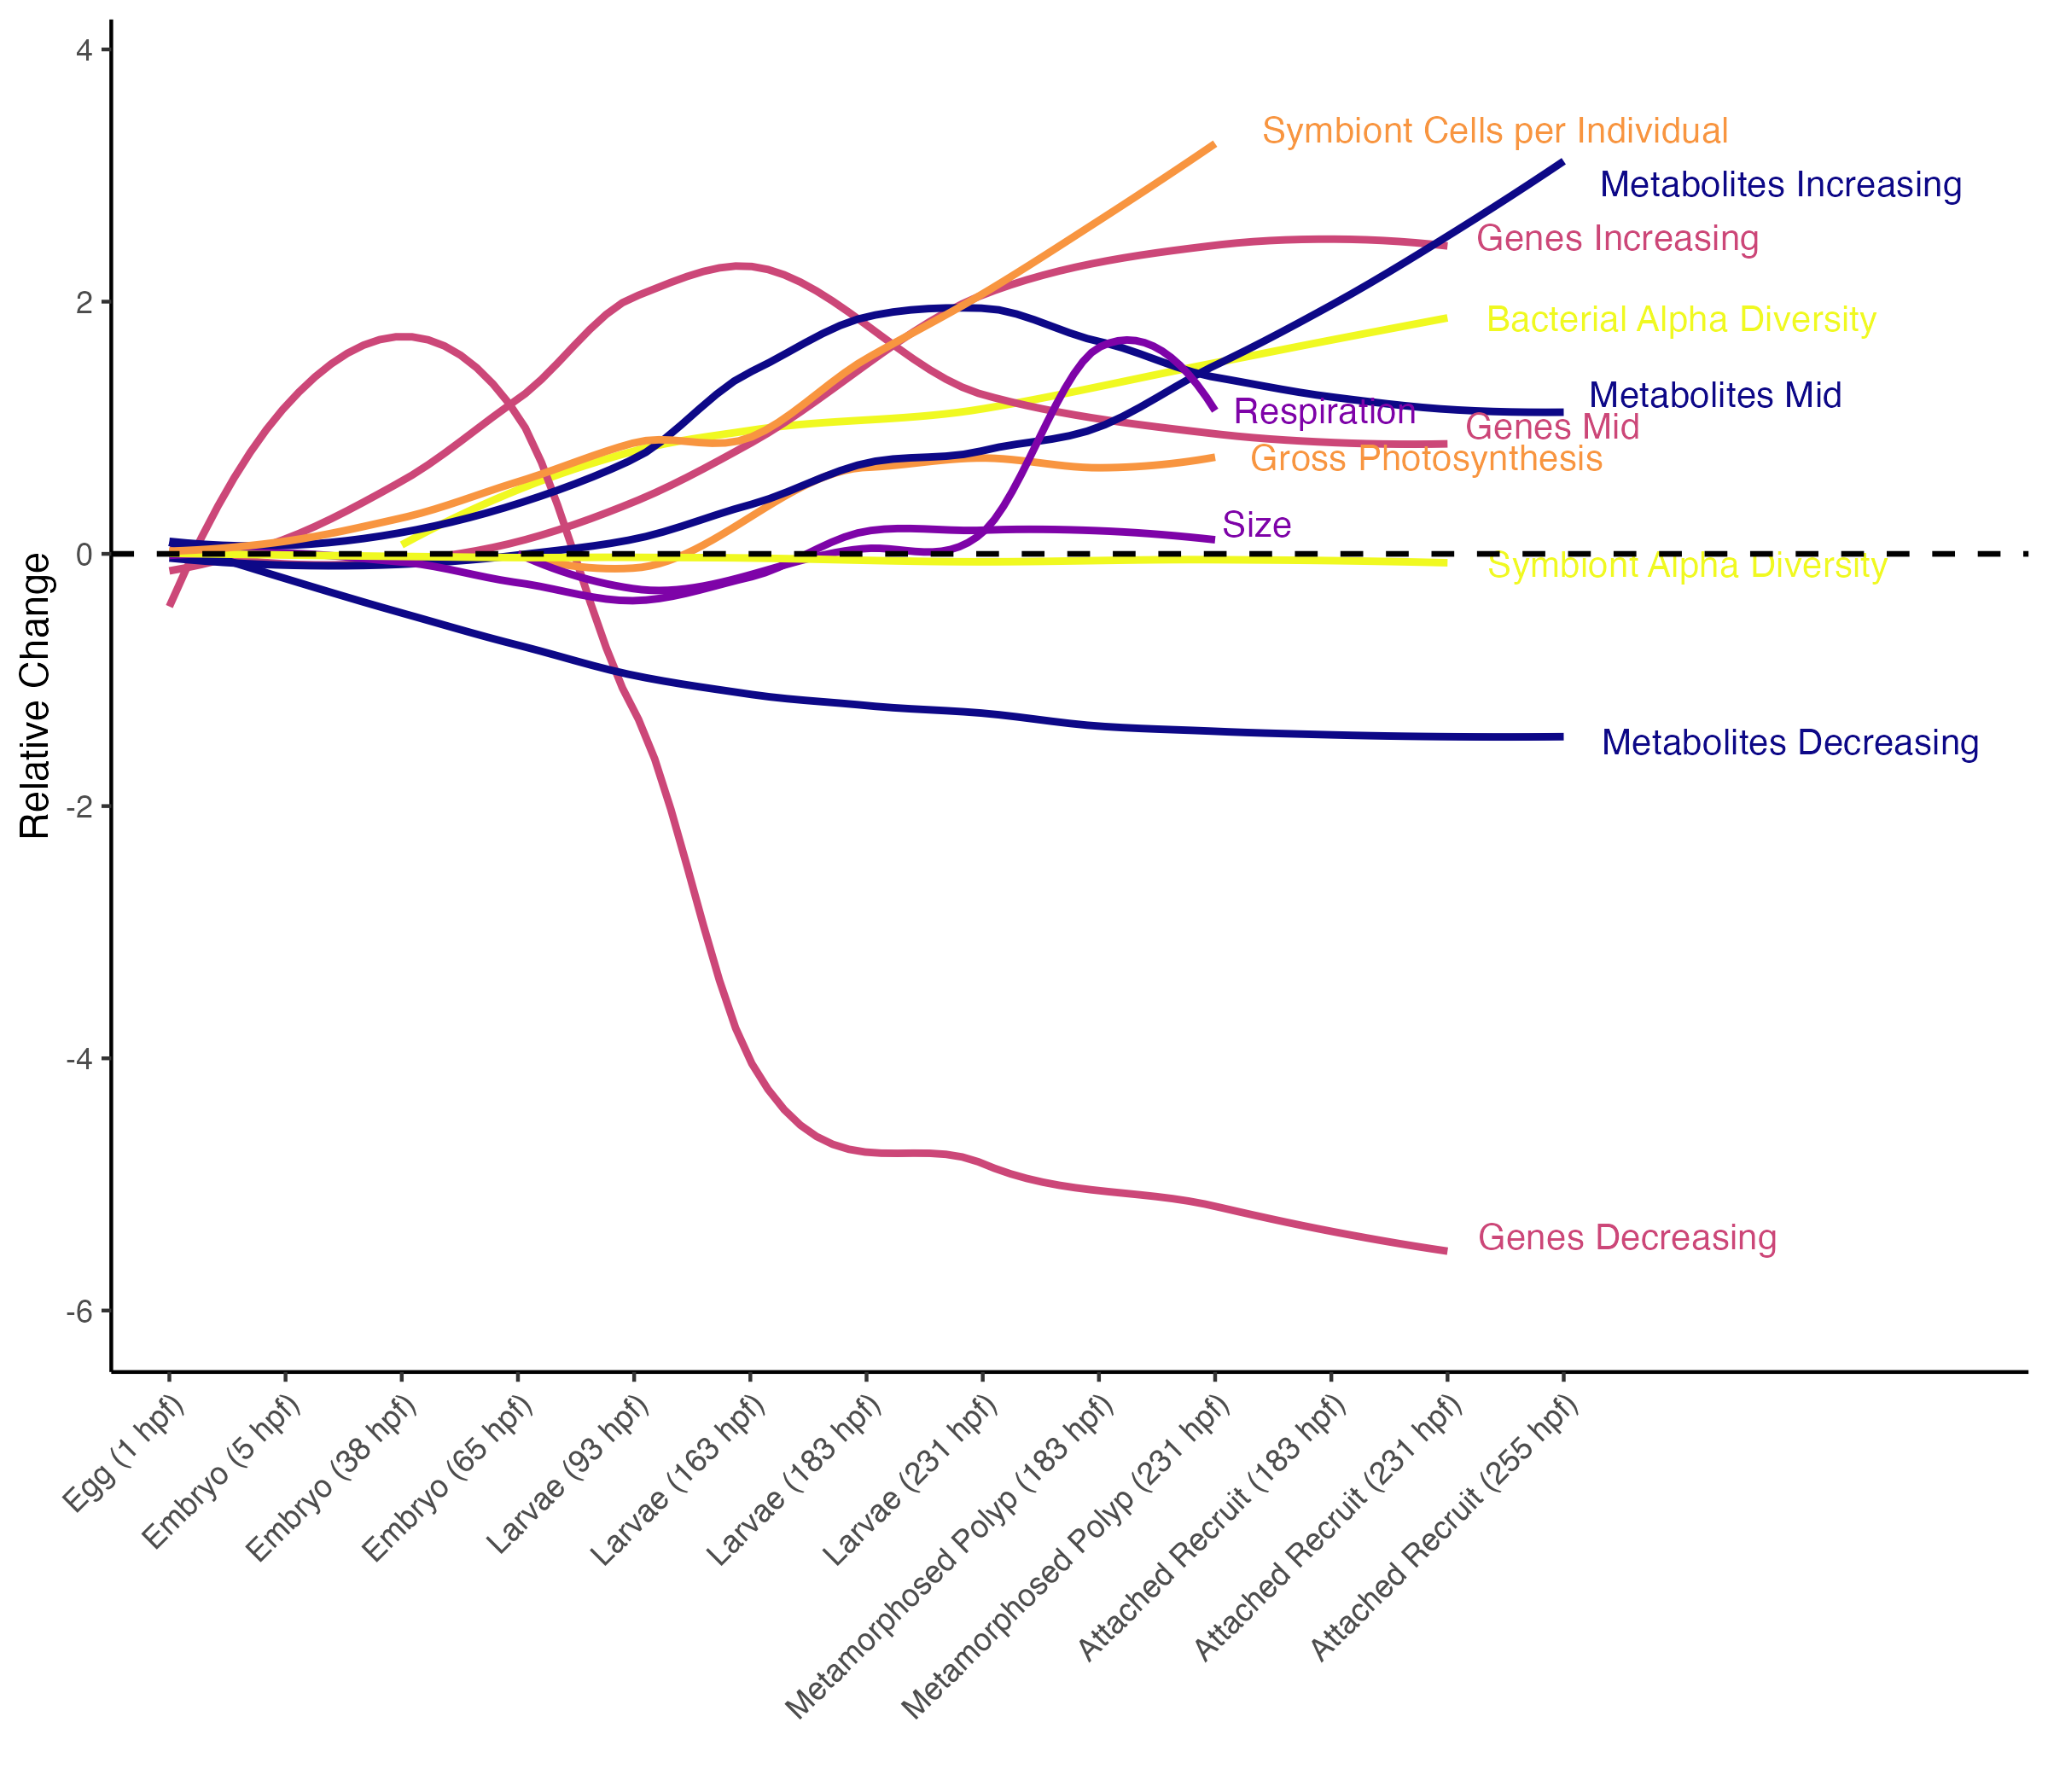 4
Symbiont Cells per Individual
Metabolites Increasing
Genes Increasing
2
Bacterial Alpha Diversity
Metabolites Mid
Respiration
Genes Mid
Gross Photosynthesis
Size
0
Symbiont Alpha Diversity
Relative Change
Metabolites Decreasing
-2
-4
Genes Decreasing
-6
Egg (1 hpf)
Embryo (5 hpf)
Embryo (38 hpf)
Embryo (65 hpf)
Larvae (93 hpf)
Larvae (163 hpf)
Larvae (183 hpf)
Larvae (231 hpf)
Metamorphosed Polyp (183 hpf)
Metamorphosed Polyp (231 hpf)
Attached Recruit (183 hpf)
Attached Recruit (231 hpf)
Attached Recruit (255 hpf)